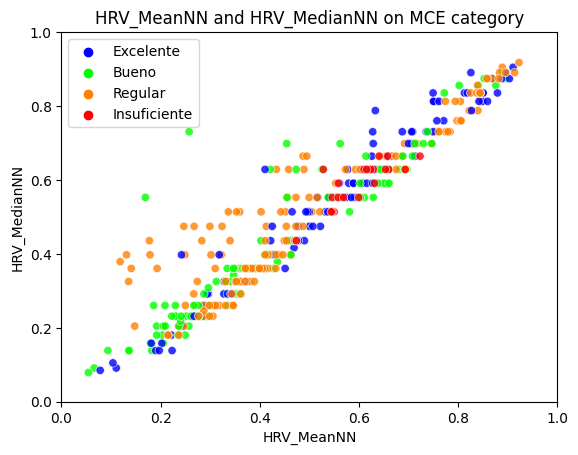 HRV_MeanNN and HRV_MedianNN on MCE category
1.0
0.8
0.6
0.4
0.2
0.0
HRV_MedianNN
Excelente
Bueno
Regular
Insuficiente
0.0 0.2 0.4 0.6 0.8 1.0
HRV_MeanNN